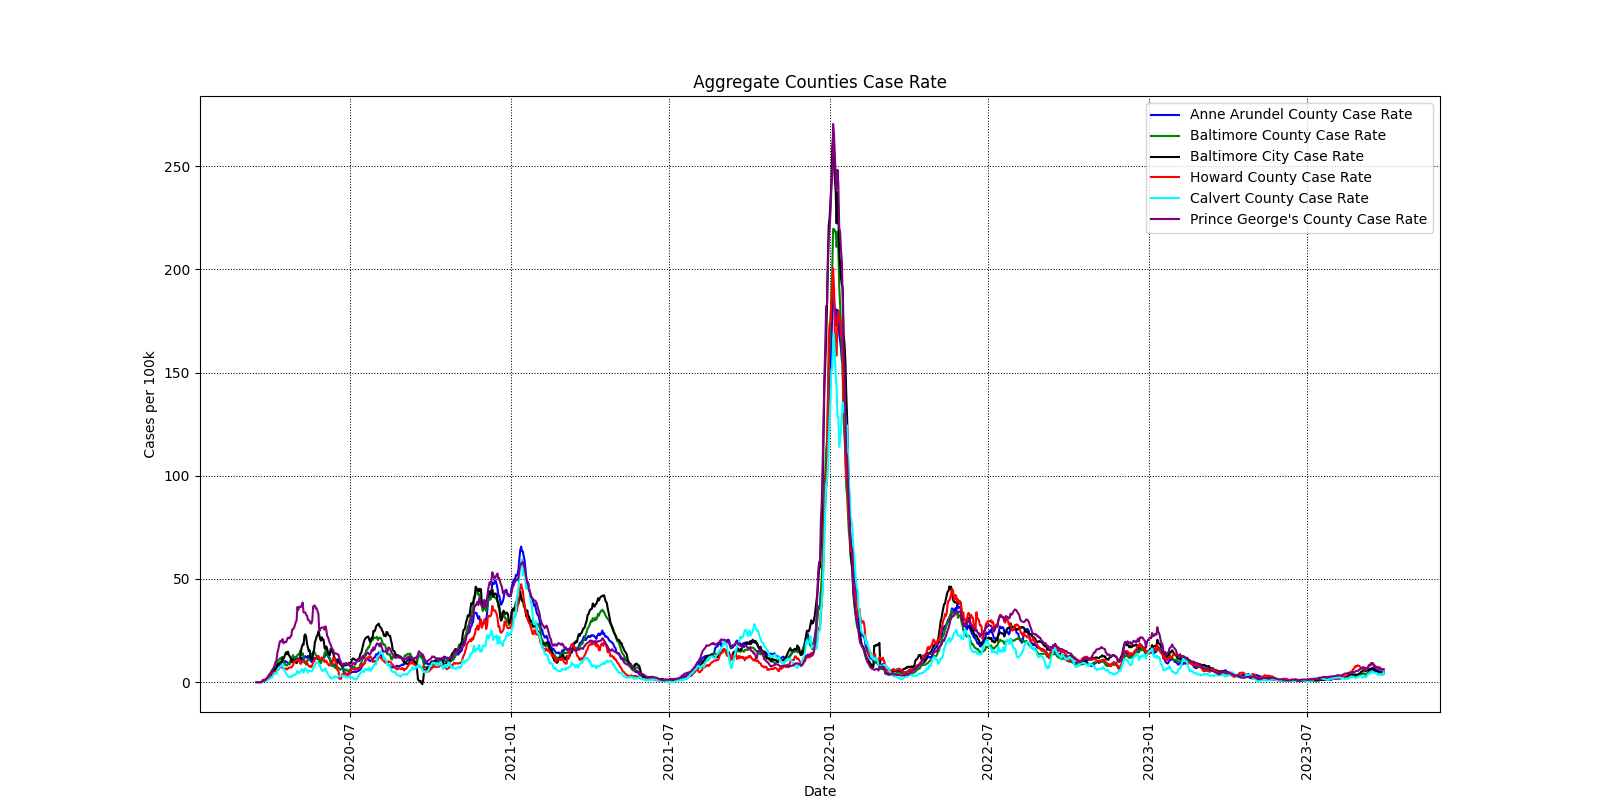 Aggregate Counties Case Rate
Anne Arundel County Case Rate
Baltimore County Case Rate
Baltimore City Case Rate
Howard County Case Rate
Calvert County Case Rate
Prince George's County Case Rate
Cases per 100k
250
200
150
100
50
0
2020-07
2021-01
2021-07
2022-01
2022-07
2023-01
2023-07
Date